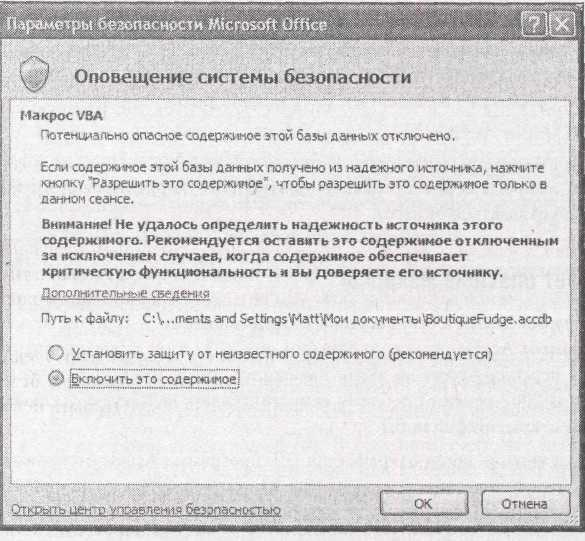 Параметры безопасности Microsoft Office
Оповещение системы безопасности
Макрос VBA
Потенциально опасное содержимое этой базы данных отключено.
Если содержимое этой базы данных получено из надежного источника, нажмите
кнопку "Разрешить это содержимое", чтобы разрешить это содержимое только в
данном сеансе.
Внимание! Не удалось определить надежность источника этого
содержимого. Рекомендуется оставить это содержимое отключенным
за исключением случаев, когда содержимое обеспечивает
критическую функциональность и вы доверяете его источнику.
Дополнительные сведения
Путь к файлу: C:\...ments and Settings\Matt\Мои документы\BoutiqueFudge.accdb
Установить защиту от неизвестного содержимого (рекомендуется)
Включить это содержимое
Открыть центр управления безопасностью
OK
Отмена